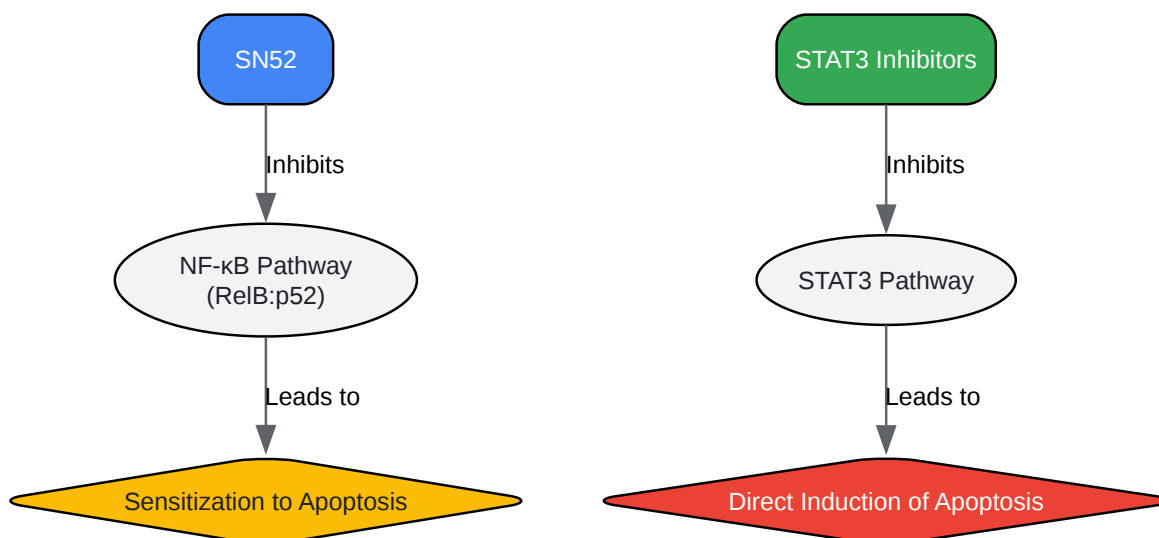 SN52
STAT3 Inhibitors
Inhibits
Inhibits
NF-κB Pathway
(RelB:p52)
STAT3 Pathway
Leads to
Leads to
Sensitization to Apoptosis
Direct Induction of Apoptosis